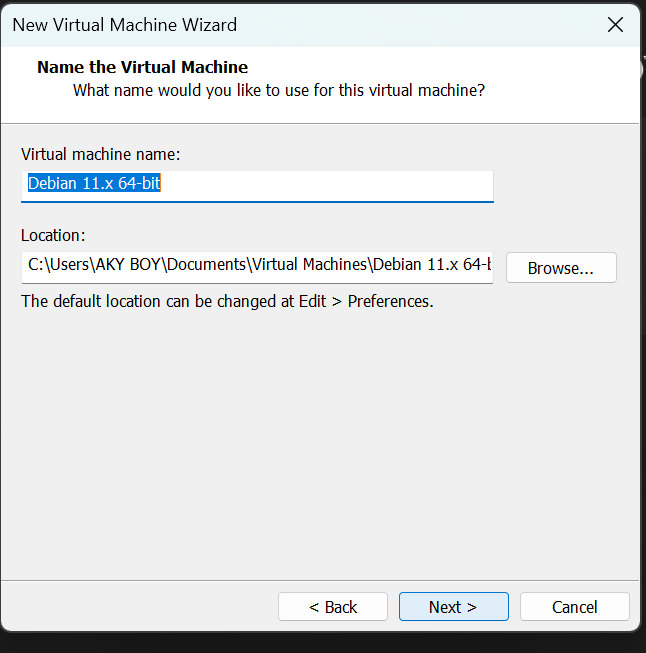 New Virtual Machine Wizard
Name the Virtual Machine
What name would you like to use for this virtual machine?
Virtual machine name:
Debian 11.x 64-bit
Location:
C:\Users\AKY BOY\Documents\Virtual Machines\Debian 11.x 64-b
Browse...
The default location can be changed at Edit > Preferences.
< Back
Next >
Cancel